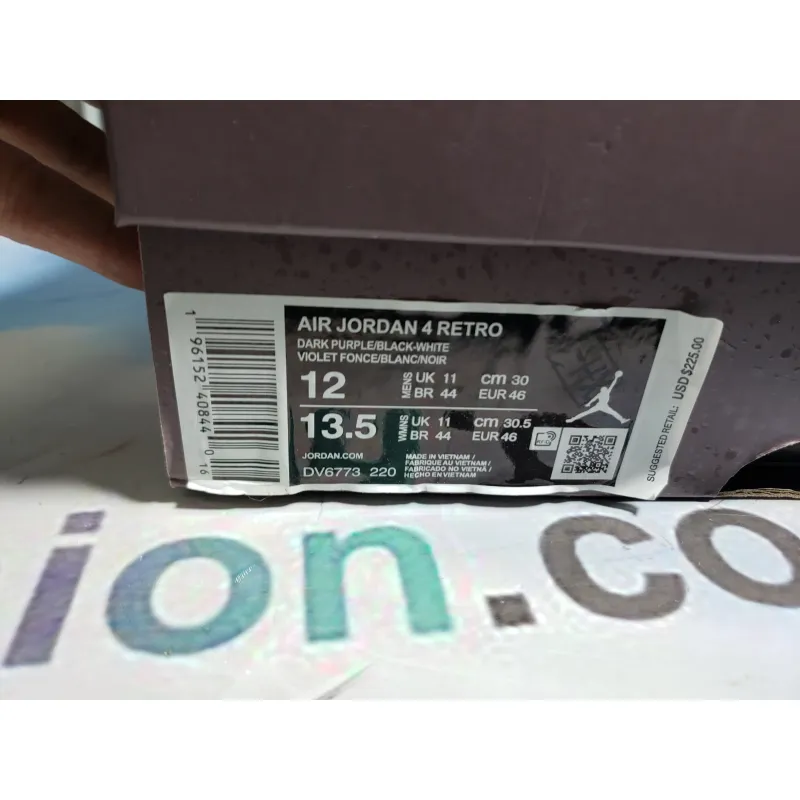 AIR JORDAN 4 RETRO
DARK PURPLE/BLACK-WHITE
VIOLET FONCE/BLANC/NOIR
12 MENS UK 11 cm 30
BR 44 EUR 46
13.5 WMNS UK 11 cm 30.5
BR 44 EUR 46
JORDAN.COM
DV6773 220
MADE IN VIETNAM /
FABRIQUE AU VIETNAM /
FABRICADO NO VIETNÃ /
HECHO EN VIETNAM
SUGGESTED RETAIL: USD $225.00
1 96152 40844 0 16
ion.co